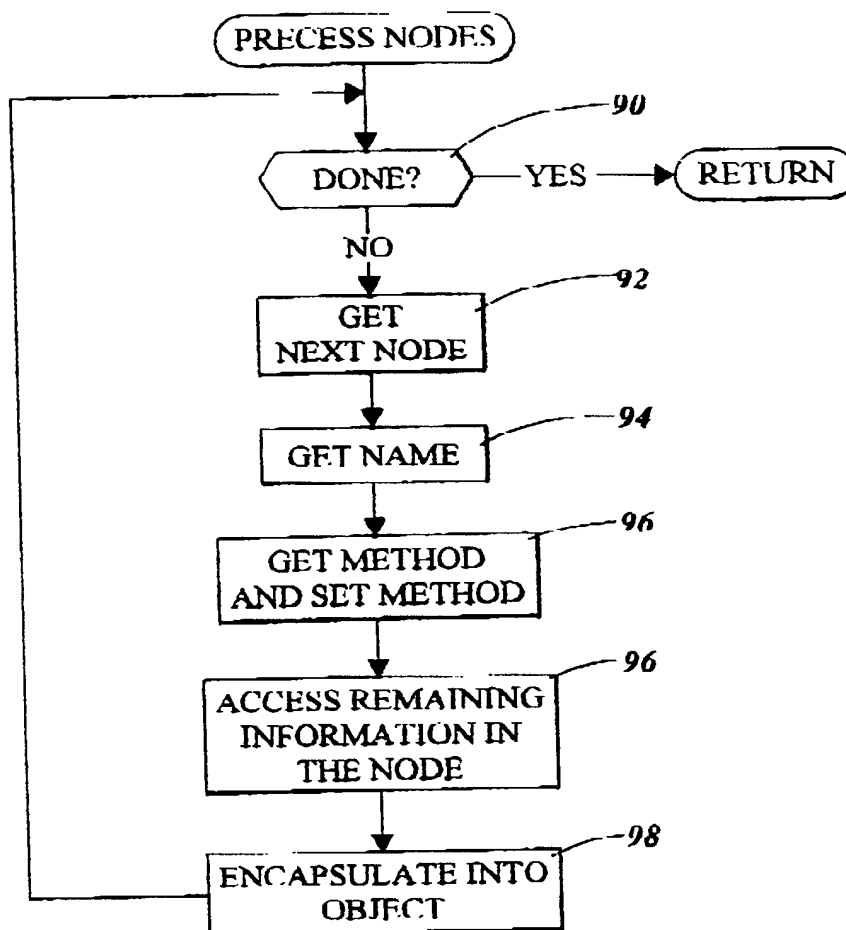 PRECESS NODES
90
DONE?
YES
RETURN
NO
92
GET
NEXT NODE
94
GET NAME
96
GET METHOD
AND SET METHOD
96
ACCESS REMAINING
INFORMATION IN
THE NODE
98
ENCAPSULATE INTO
OBJECT